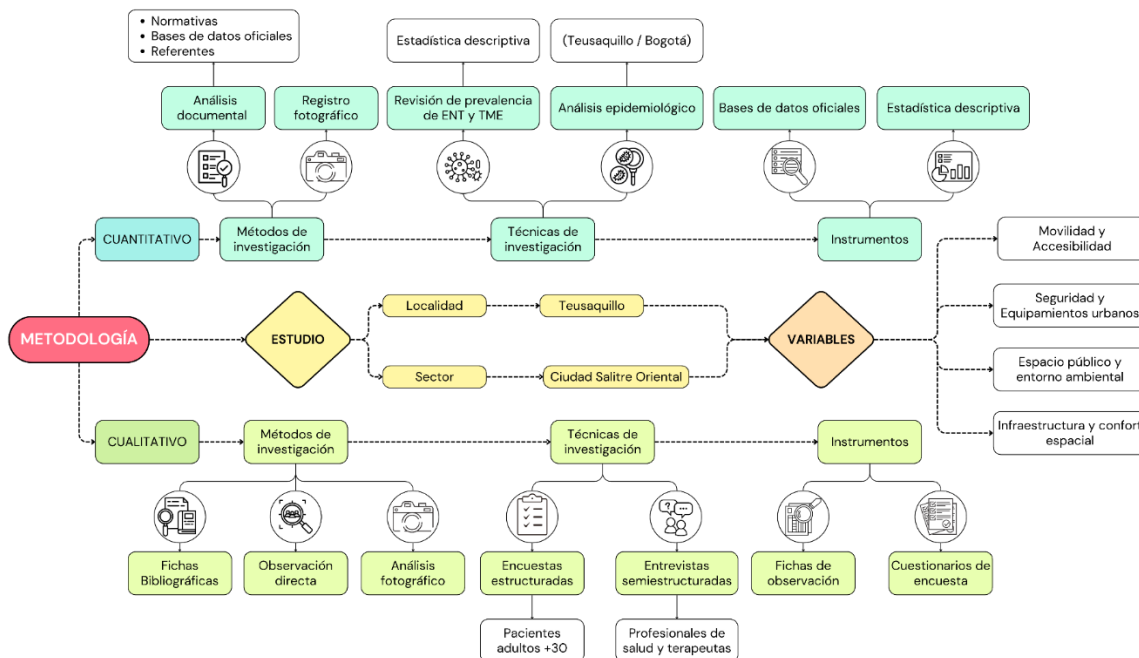 • Normativas
• Bases de datos oficiales
• Referentes
Estadística descriptiva
(Teusaquillo / Bogotá)
Análisis
documental
Registro
fotográfico
Revisión de prevalencia
de ENT y TME
Análisis epidemiológico
Bases de datos oficiales
Estadística descriptiva
CUANTITATIVO
Métodos de
investigación
Técnicas de
investigación
Instrumentos
Movilidad y
Accesibilidad
Seguridad y
Equipamientos urbanos
Espacio público y
entorno ambiental
Infraestructura y confort
espacial
METODOLOGÍA
ESTUDIO
Localidad
Teusaquillo
Sector
Ciudad Salitre Oriental
VARIABLES
CUALITATIVO
Métodos de
investigación
Técnicas de
investigación
Instrumentos
Fichas
Bibliográficas
Observación
directa
Análisis
fotográfico
Encuestas
estructuradas
Entrevistas
semiestructuradas
Fichas de
observación
Cuestionarios de
encuesta
Pacientes
adultos +30
Profesionales de
salud y terapeutas